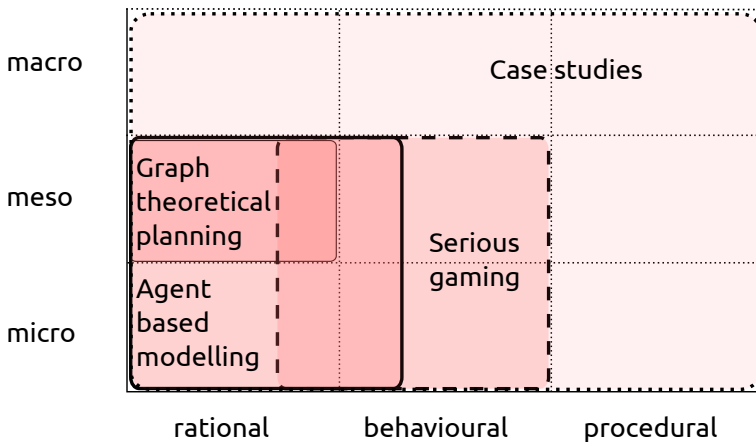 macro
Case studies
meso
Graph
theoretical
planning
Serious
gaming
micro
Agent
based
modelling
rational behavioural procedural